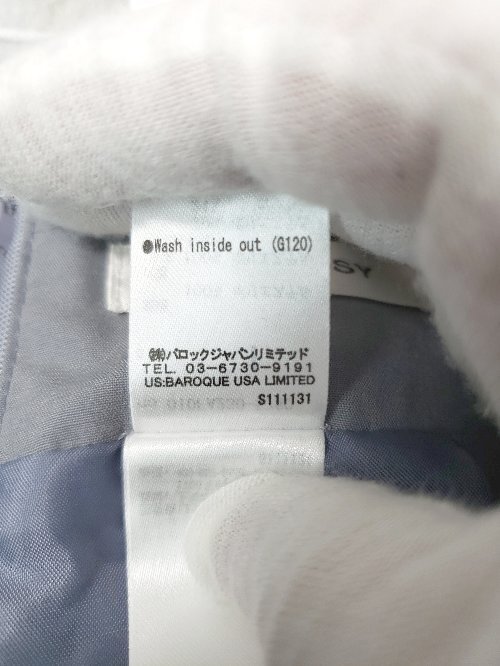 ●Wash inside out (G120)
SY
㈱バロックジャパンリミテッド
TEL. 03-6730-9191
US:BAROQUE USA LIMITED
S111131